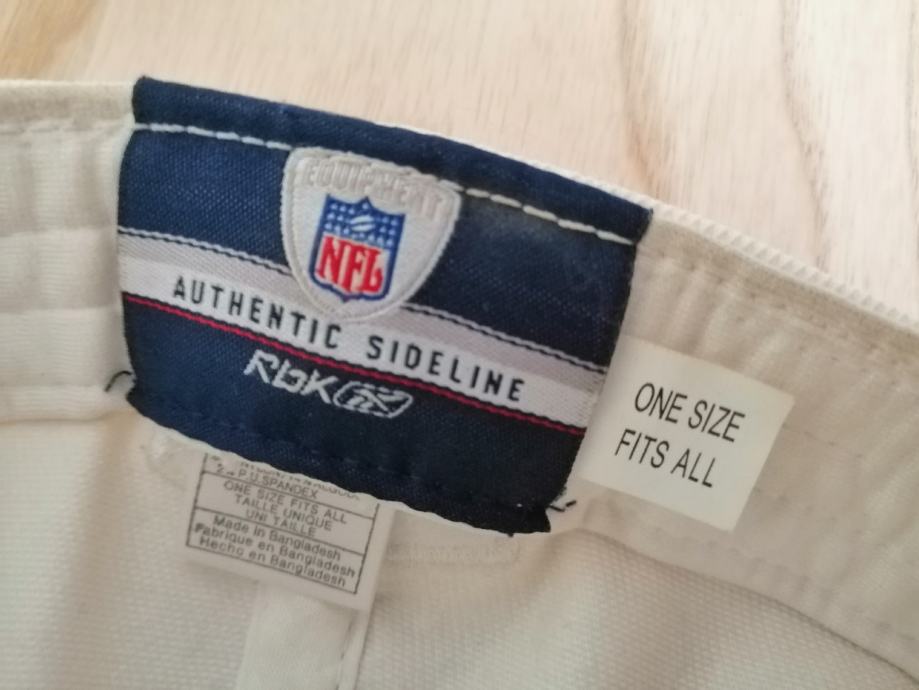 EQUIPMENT
NFL
AUTHENTIC SIDELINE
RbK
ONE SIZE
FITS ALL
P.U.SPANDEX
ONE SIZE FITS ALL
TAILLE UNIQUE
UNI TAILLE
Made in Bangladesh
Fabrique en Bangladesh
Hecho en Bangladesh